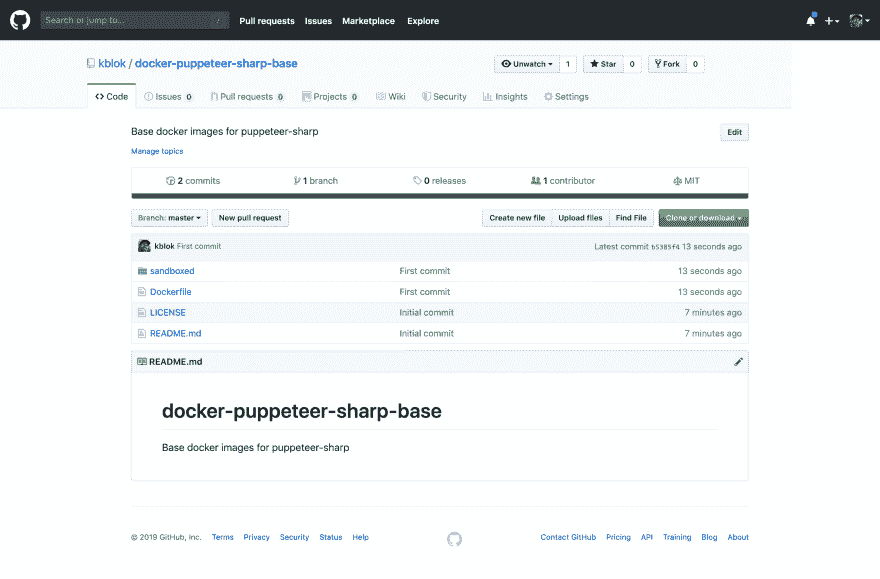 Search or jump to... / Pull requests Issues Marketplace Explore
kblok / docker-puppeteer-sharp-base Unwatch 1 Star 0 Fork 0
Code Issues 0 Pull requests 0 Projects 0 Wiki Security Insights Settings
Base docker images for puppeteer-sharp Edit
Manage topics
2 commits 1 branch 0 releases 1 contributor MIT
Branch: master New pull request Create new file Upload files Find File Clone or download
kblok First commit Latest commit b5385f4 13 seconds ago
sandboxed First commit 13 seconds ago
Dockerfile First commit 13 seconds ago
LICENSE Initial commit 7 minutes ago
README.md Initial commit 7 minutes ago
README.md
docker-puppeteer-sharp-base
Base docker images for puppeteer-sharp
© 2019 GitHub, Inc. Terms Privacy Security Status Help Contact GitHub Pricing API Training Blog About